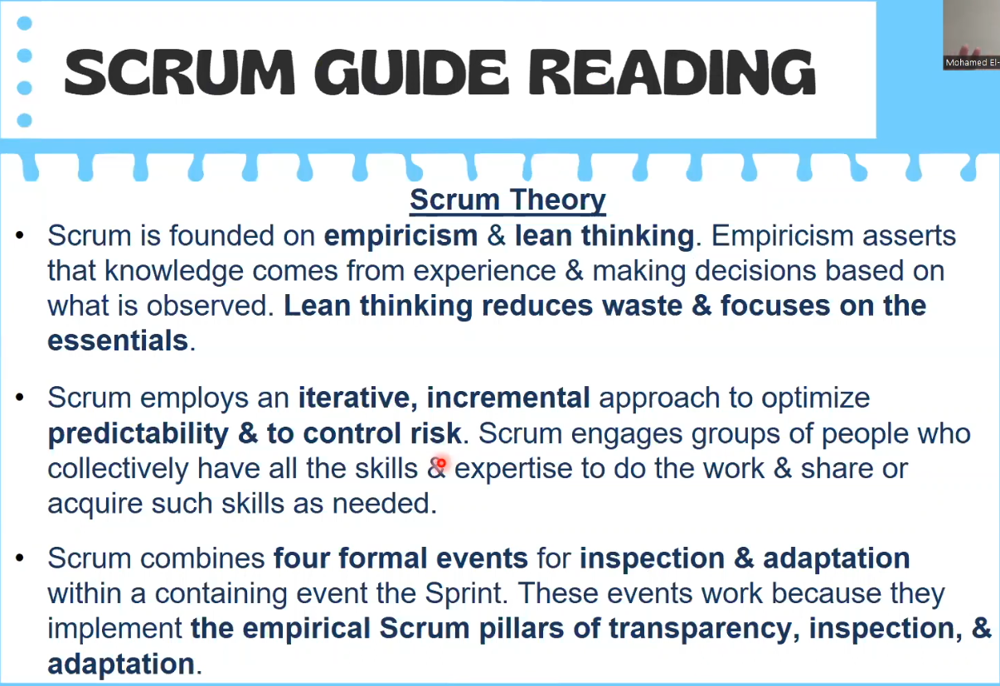 SCRUM GUIDE READING
Mohamed El-
Scrum Theory
• Scrum is founded on empiricism & lean thinking. Empiricism asserts
that knowledge comes from experience & making decisions based on
what is observed. Lean thinking reduces waste & focuses on the
essentials.
• Scrum employs an iterative, incremental approach to optimize
predictability & to control risk. Scrum engages groups of people who
collectively have all the skills & expertise to do the work & share or
acquire such skills as needed.
• Scrum combines four formal events for inspection & adaptation
within a containing event the Sprint. These events work because they
implement the empirical Scrum pillars of transparency, inspection, &
adaptation.